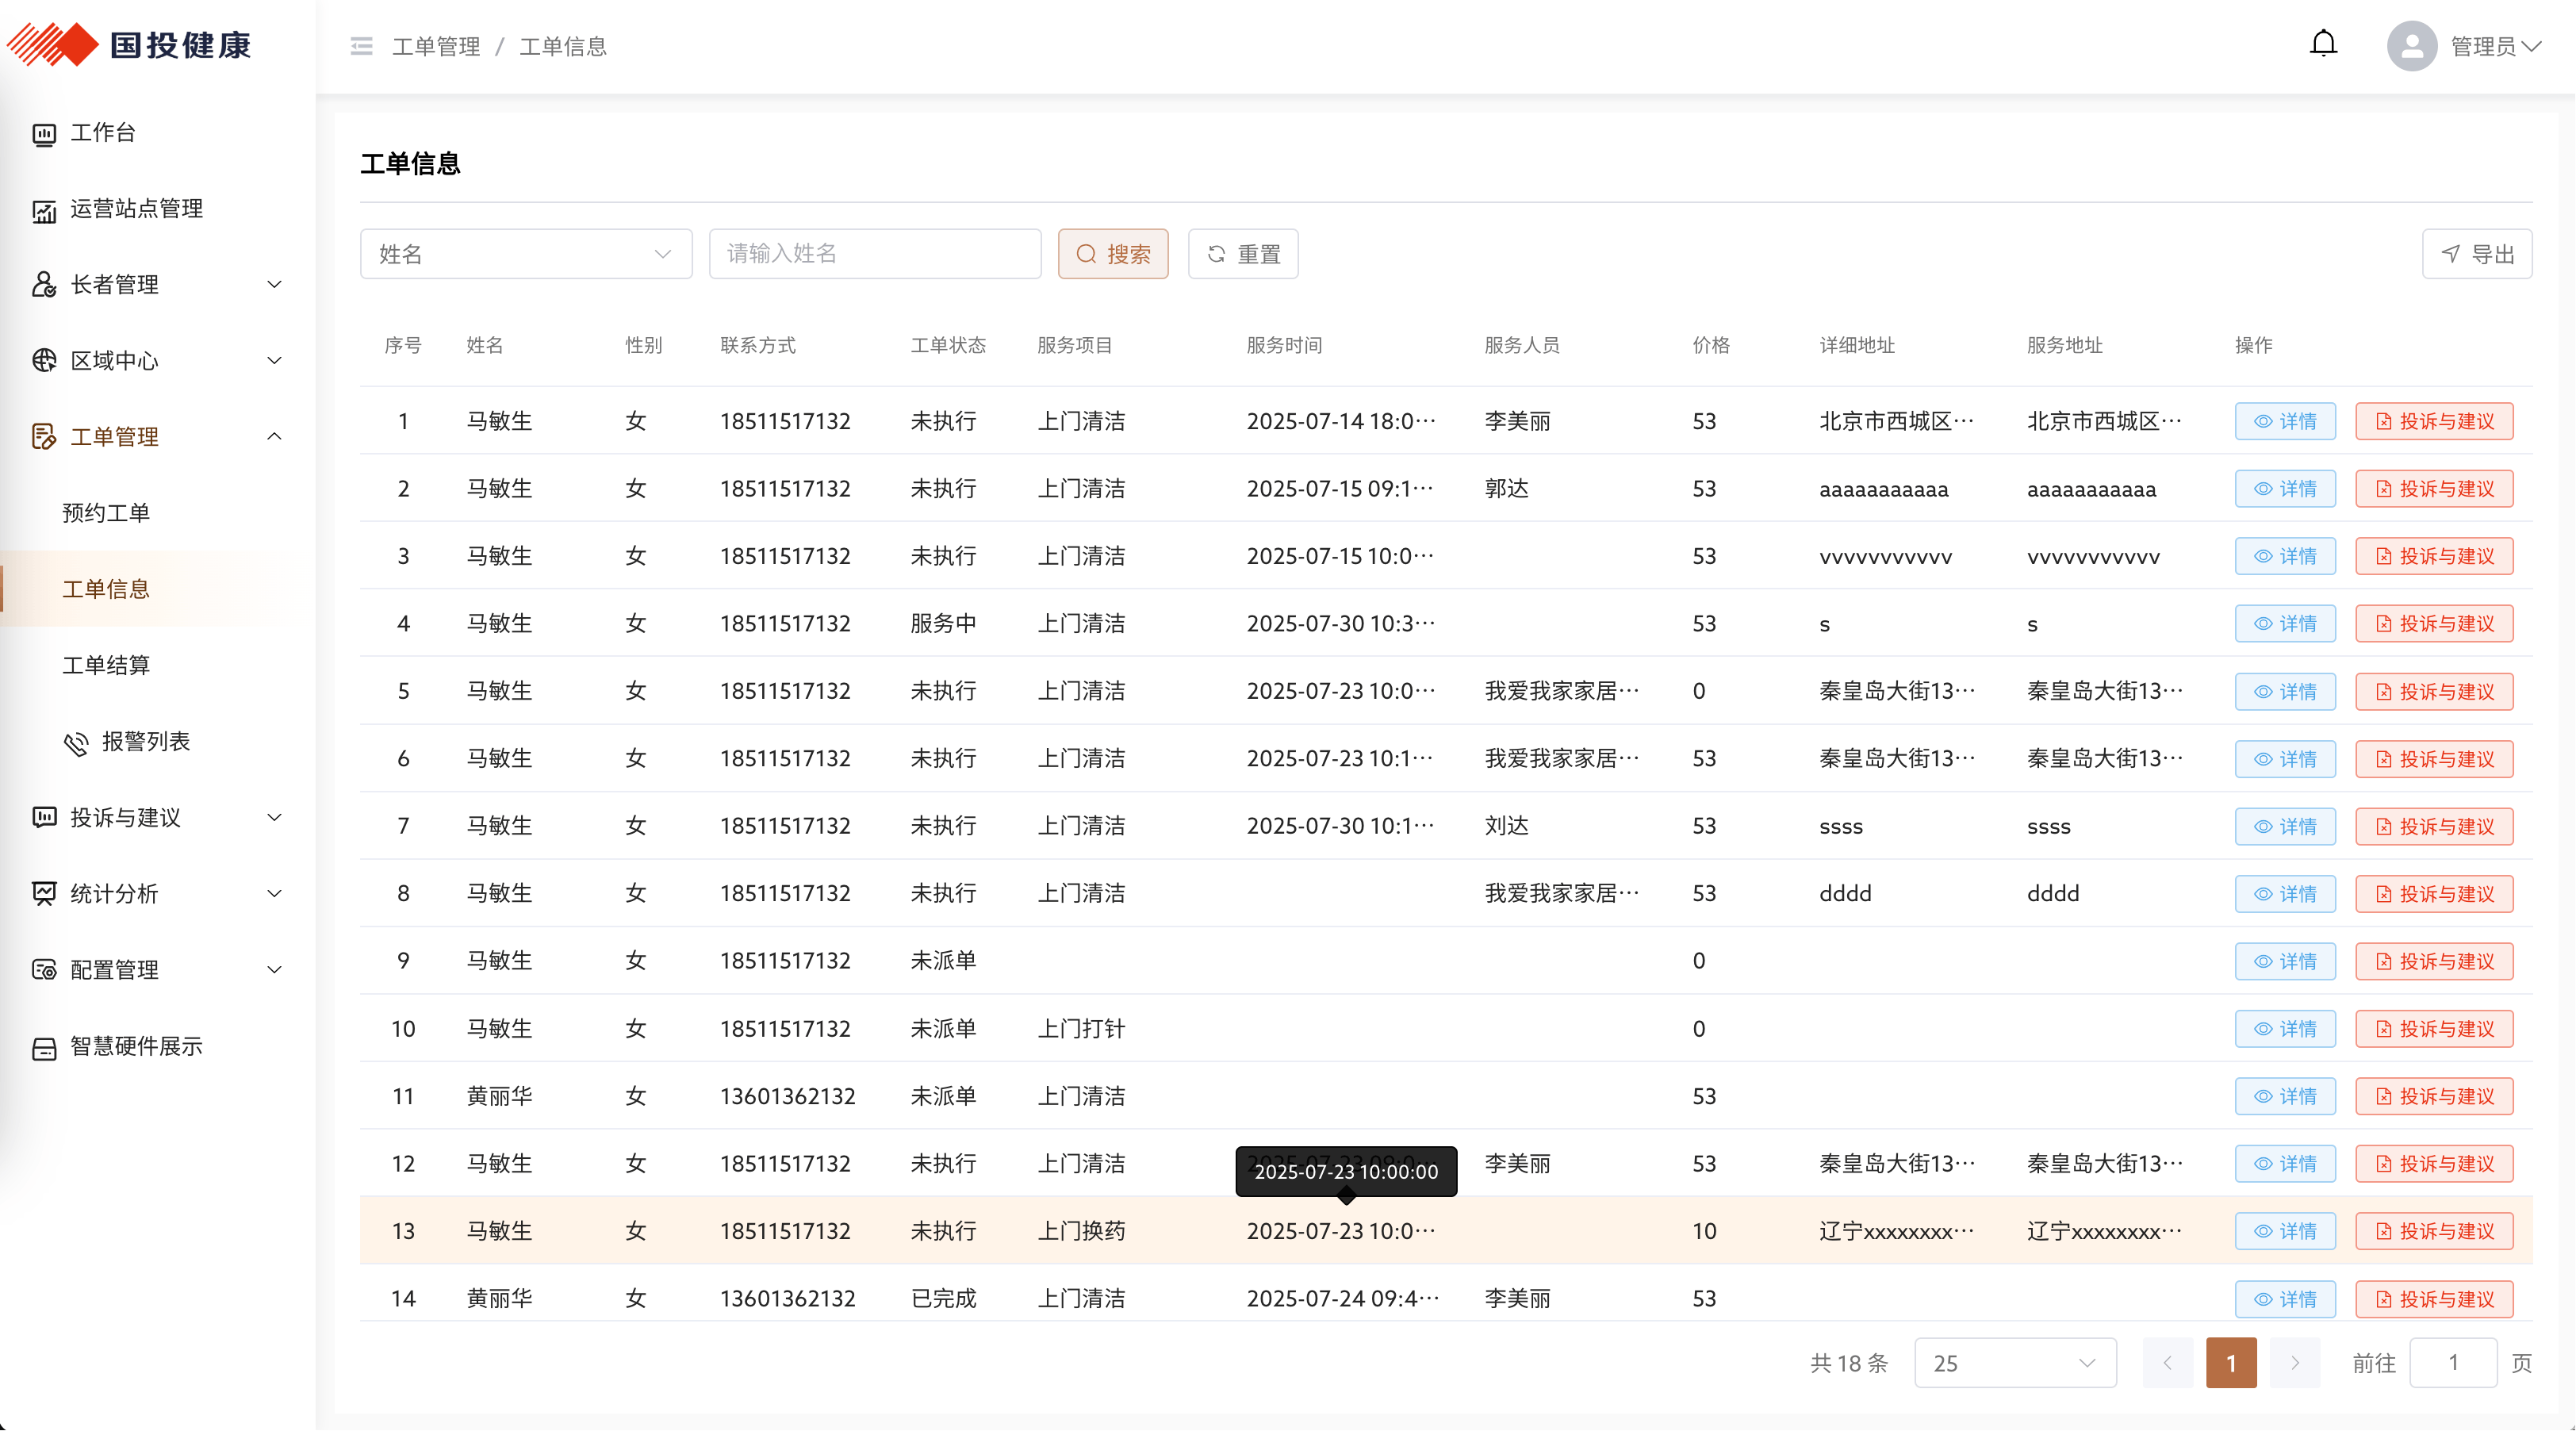 国投健康
工单管理 / 工单信息
管理员
工作台
运营站点管理
长者管理
区域中心
工单管理
预约工单
工单信息
工单结算
报警列表
投诉与建议
统计分析
配置管理
智慧硬件展示
工单信息
姓名 请输入姓名 搜索 重置 导出
序号 姓名 性别 联系方式 工单状态 服务项目 服务时间 服务人员 价格 详细地址 服务地址 操作
1 马敏生 女 18511517132 未执行 上门清洁 2025-07-14 18:0… 李美丽 53 北京市西城区… 北京市西城区… 详情 投诉与建议
2 马敏生 女 18511517132 未执行 上门清洁 2025-07-15 09:1… 郭达 53 aaaaaaaaaaa aaaaaaaaaaa 详情 投诉与建议
3 马敏生 女 18511517132 未执行 上门清洁 2025-07-15 10:0… 53 vvvvvvvvvvv vvvvvvvvvvv 详情 投诉与建议
4 马敏生 女 18511517132 服务中 上门清洁 2025-07-30 10:3… 53 s s 详情 投诉与建议
5 马敏生 女 18511517132 未执行 上门清洁 2025-07-23 10:0… 我爱我家家居… 0 秦皇岛大街13… 秦皇岛大街13… 详情 投诉与建议
6 马敏生 女 18511517132 未执行 上门清洁 2025-07-23 10:1… 我爱我家家居… 53 秦皇岛大街13… 秦皇岛大街13… 详情 投诉与建议
7 马敏生 女 18511517132 未执行 上门清洁 2025-07-30 10:1… 刘达 53 ssss ssss 详情 投诉与建议
8 马敏生 女 18511517132 未执行 上门清洁 我爱我家家居… 53 dddd dddd 详情 投诉与建议
9 马敏生 女 18511517132 未派单 0 详情 投诉与建议
10 马敏生 女 18511517132 未派单 上门打针 0 详情 投诉与建议
11 黄丽华 女 13601362132 未派单 上门清洁 53 详情 投诉与建议
12 马敏生 女 18511517132 未执行 上门清洁 李美丽 53 秦皇岛大街13… 秦皇岛大街13… 详情 投诉与建议
2025-07-23 10:00:00
13 马敏生 女 18511517132 未执行 上门换药 2025-07-23 10:0… 10 辽宁xxxxxxxx… 辽宁xxxxxxxx… 详情 投诉与建议
14 黄丽华 女 13601362132 已完成 上门清洁 2025-07-24 09:4… 李美丽 53 详情 投诉与建议
共 18 条 25 1 前往 1 页